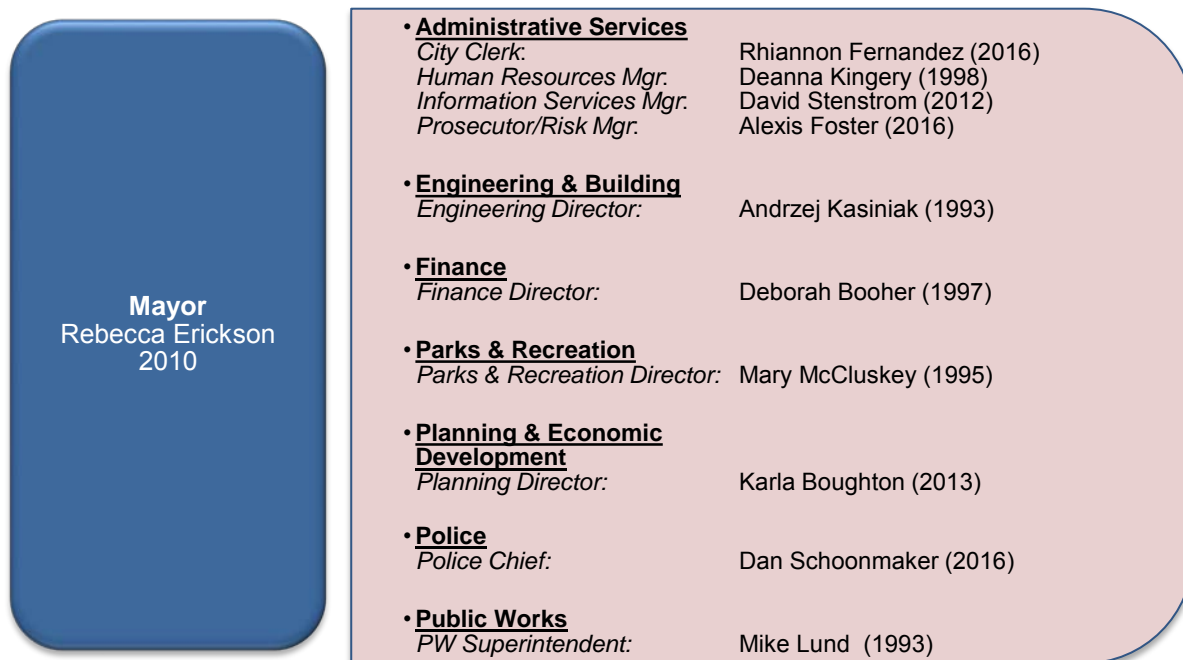 Mayor
Rebecca Erickson
2010
• Administrative Services
City Clerk: Rhiannon Fernandez (2016)
Human Resources Mgr: Deanna Kingery (1998)
Information Services Mgr: David Stenstrom (2012)
Prosecutor/Risk Mgr: Alexis Foster (2016)
• Engineering & Building
Engineering Director: Andrzej Kasiniak (1993)
• Finance
Finance Director: Deborah Booher (1997)
• Parks & Recreation
Parks & Recreation Director: Mary McCluskey (1995)
• Planning & Economic
Development
Planning Director: Karla Boughton (2013)
• Police
Police Chief: Dan Schoonmaker (2016)
• Public Works
PW Superintendent: Mike Lund (1993)